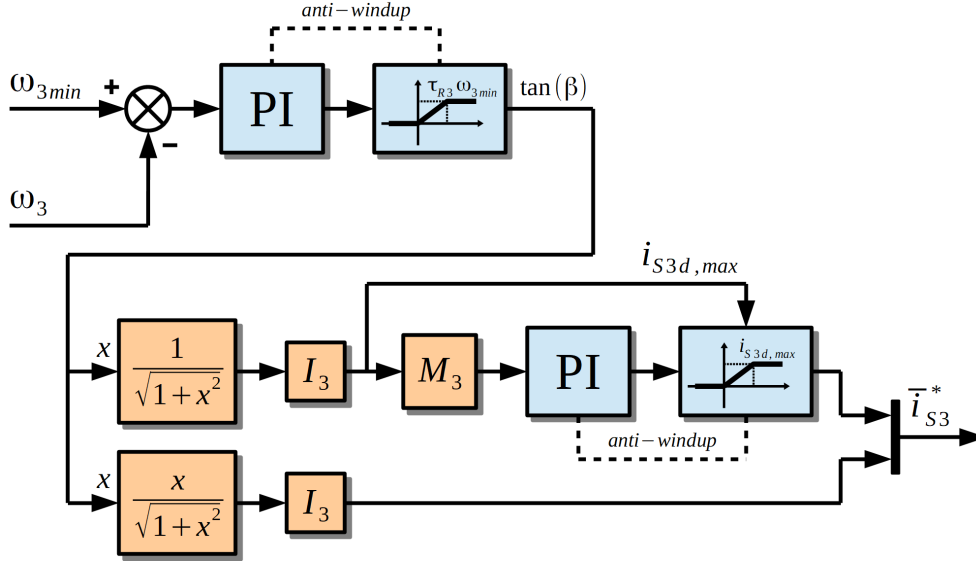 anti−windup
ω3min
+
PI
τR3 ω3min
tan(β)
−
ω3
iS3d,max
x
1
√1+x²
I3
M3
PI
iS3d,max
i̅S3*
anti−windup
x
x
√1+x²
I3